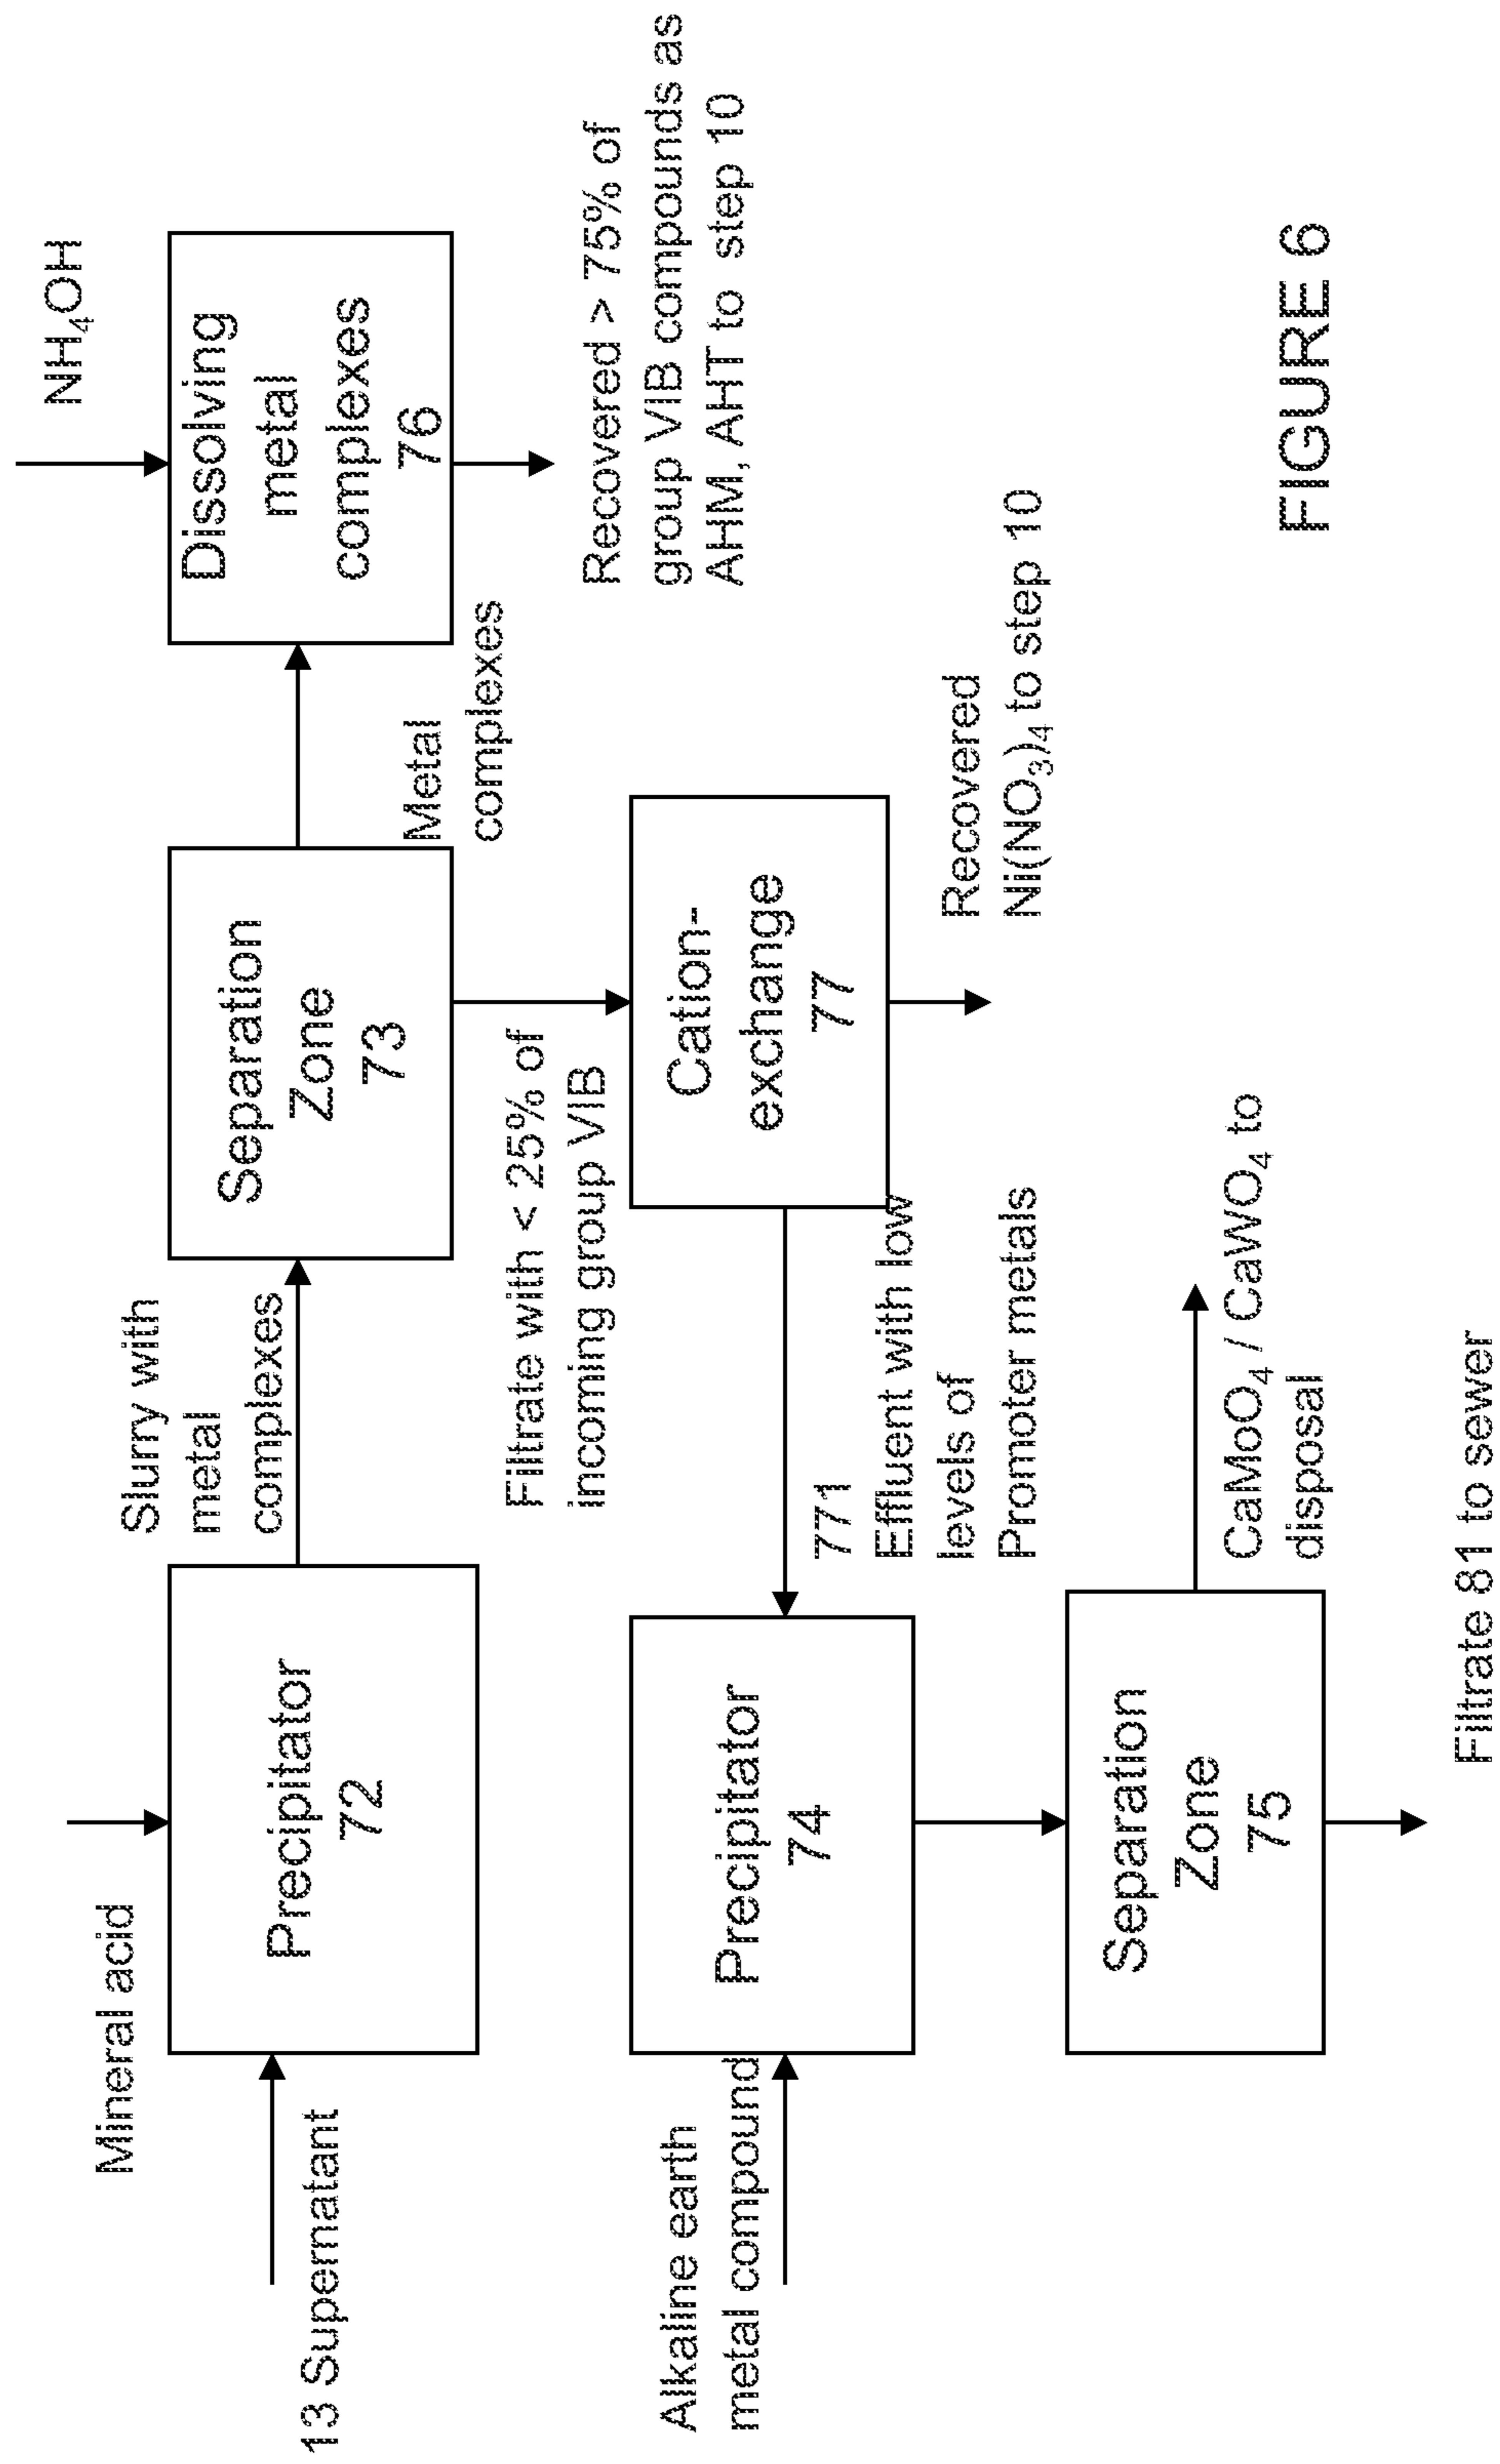 NH4OH
Mineral acid
13 Supernatant
Precipitator
72
Slurry with
metal
complexes
Separation
Zone
73
Metal
complexes
Dissolving
metal
complexes
76
Recovered > 75% of
group VIB compounds as
AHM, AHT to step 10
Filtrate with < 25% of
incoming group VIB
Cation-
exchange
77
Recovered
Ni(NO3)4 to step 10
771
Effluent with low
levels of
Promoter metals
Alkaline earth
metal compound
Precipitator
74
Separation
Zone
75
CaMoO4 / CaWO4 to
disposal
Filtrate 81 to sewer
FIGURE 6